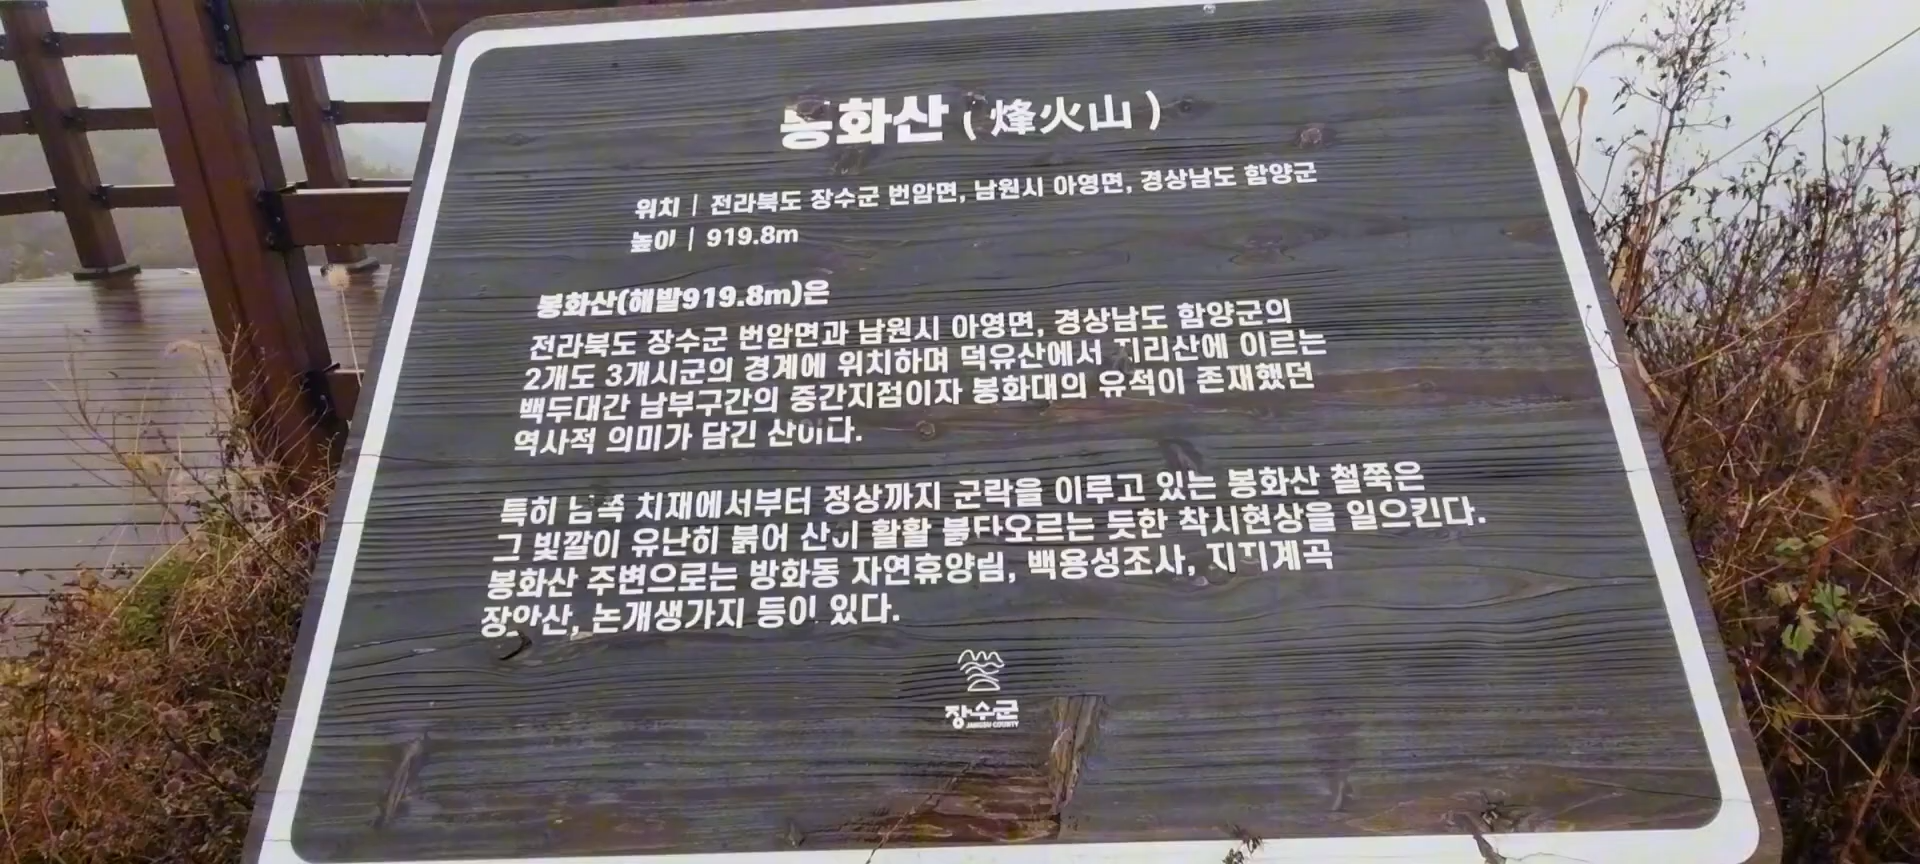 봉화산 ( 烽火山 )
위치 | 전라북도 장수군 번암면, 남원시 아영면, 경상남도 함양군
높이 | 919.8m
봉화산(해발919.8m)은
전라북도 장수군 번암면과 남원시 아영면, 경상남도 함양군의
2개도 3개시군의 경계에 위치하며 덕유산에서 지리산에 이르는
백두대간 남부구간의 중간지점이자 봉화대의 유적이 존재했던
역사적 의미가 담긴 산이다.
특히 남쪽 치재에서부터 정상까지 군락을 이루고 있는 봉화산 철쭉은
그 빛깔이 유난히 붉어 산이 활활 불타오르는 듯한 착시현상을 일으킨다.
봉화산 주변으로는 방화동 자연휴양림, 백용성조사, 지지계곡
장안산, 논개생가지 등이 있다.
장수군
JANGSU COUNTY